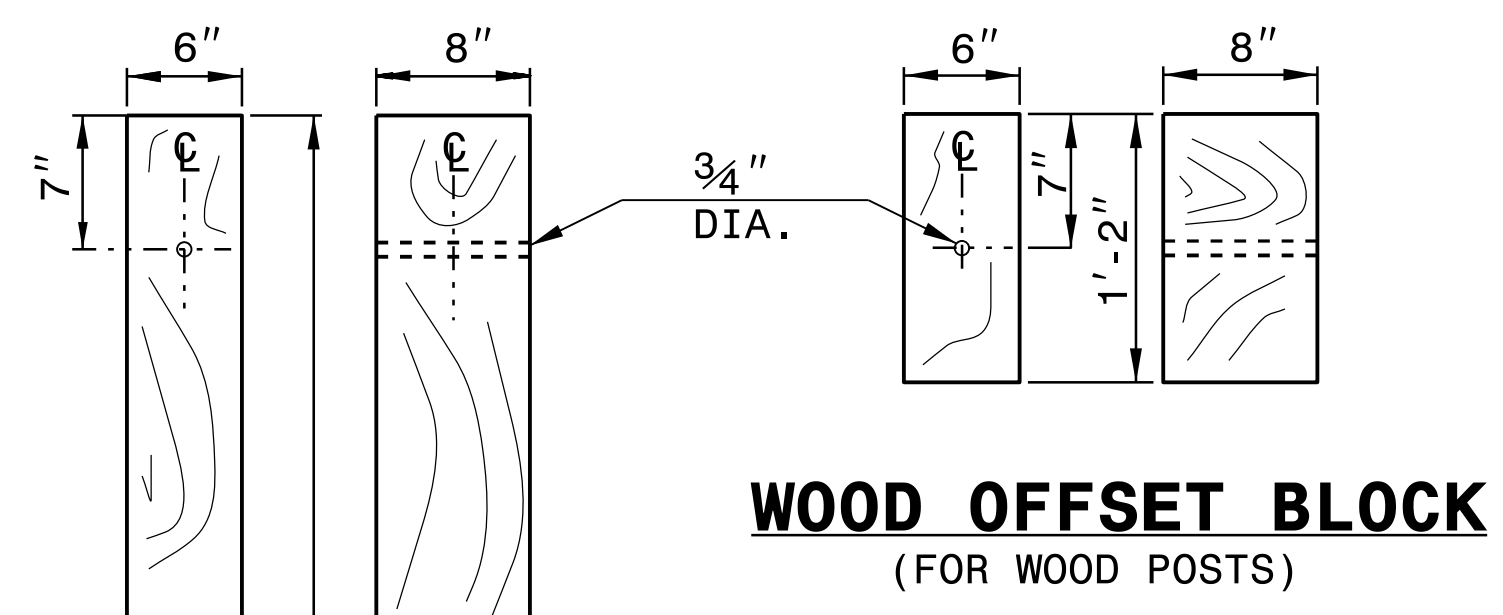 6" 8" 6" 8"
℄ ℄ ℄
7" 3/4" 7"
DIA. 1'-2"
WOOD OFFSET BLOCK
(FOR WOOD POSTS)